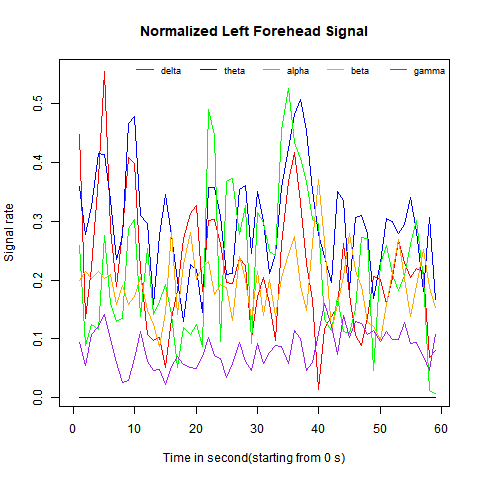 Normalized Left Forehead Signal
delta theta alpha beta gamma
Signal rate
0.5
0.4
0.3
0.2
0.1
0.0
0 10 20 30 40 50 60
Time in second(starting from 0 s)